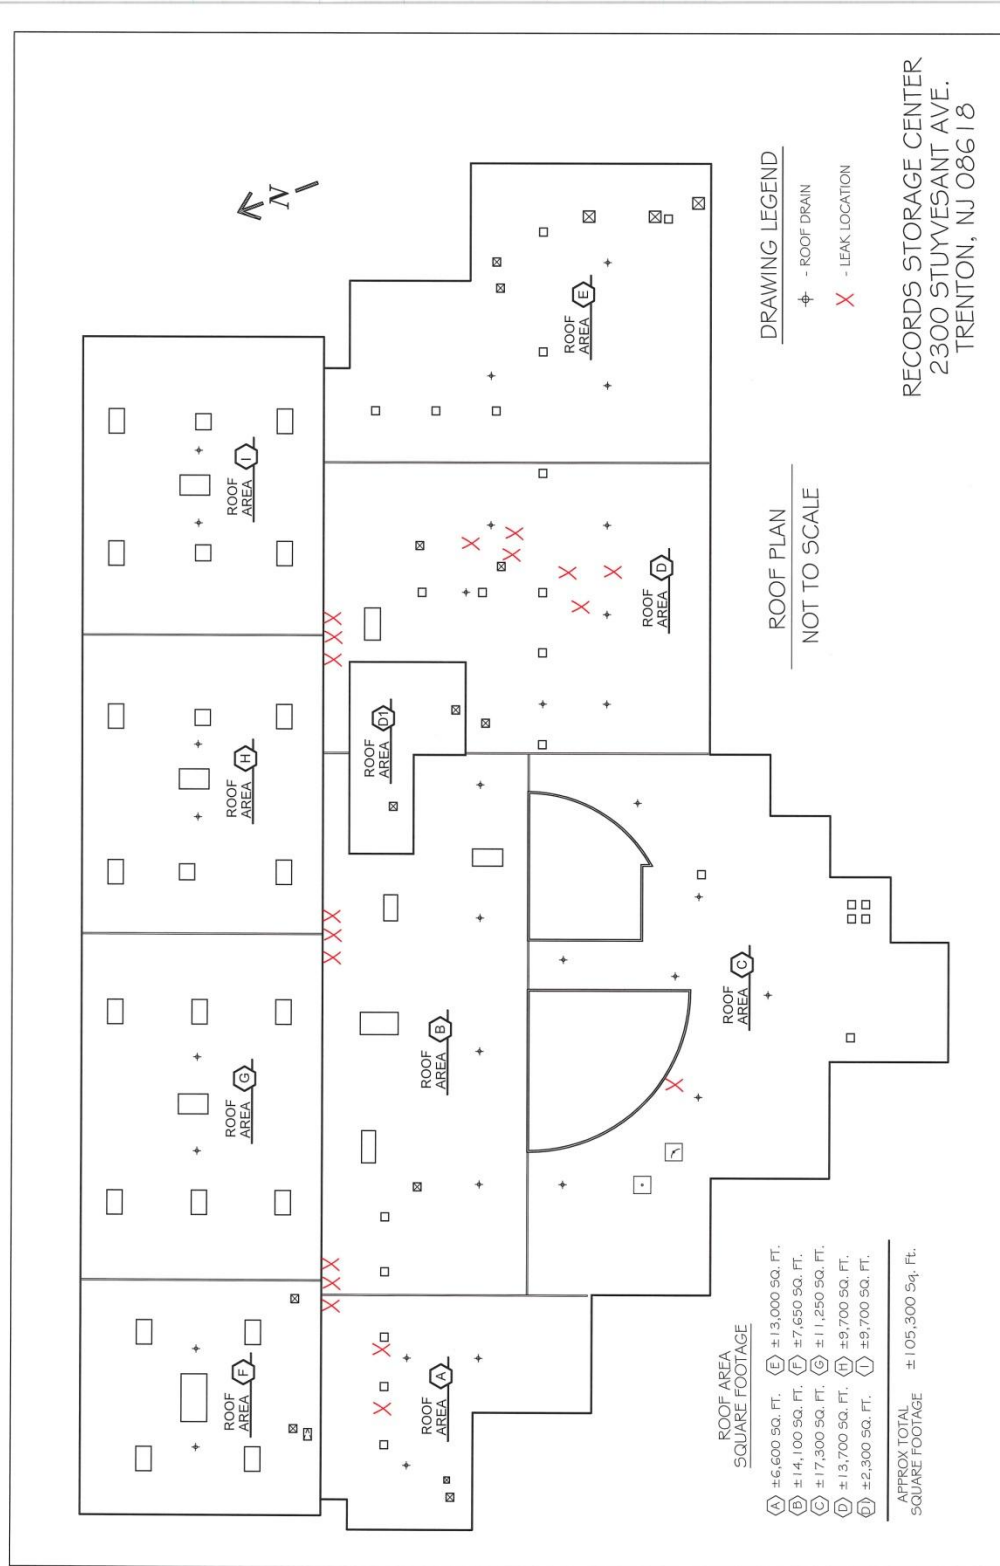 RECORDS STORAGE CENTER
2300 STUYVESANT AVE.
TRENTON, NJ 08618
DRAWING LEGEND
- ROOF DRAIN
X - LEAK LOCATION
ROOF PLAN
NOT TO SCALE
N
ROOF AREA
SQUARE FOOTAGE
A ±6,600 SQ. FT. E ±13,000 SQ. FT.
B ±14,100 SQ. FT. F ±7,650 SQ. FT.
C ±17,300 SQ. FT. G ±11,250 SQ. FT.
D ±13,700 SQ. FT. H ±9,700 SQ. FT.
D1 ±2,300 SQ. FT. I ±9,700 SQ. FT.
APPROX TOTAL
SQUARE FOOTAGE ±105,300 Sq. Ft.
ROOF
AREA F
ROOF
AREA G
ROOF
AREA H
ROOF
AREA I
ROOF
AREA A
ROOF
AREA B
ROOF
AREA D1
ROOF
AREA C
ROOF
AREA D
ROOF
AREA E